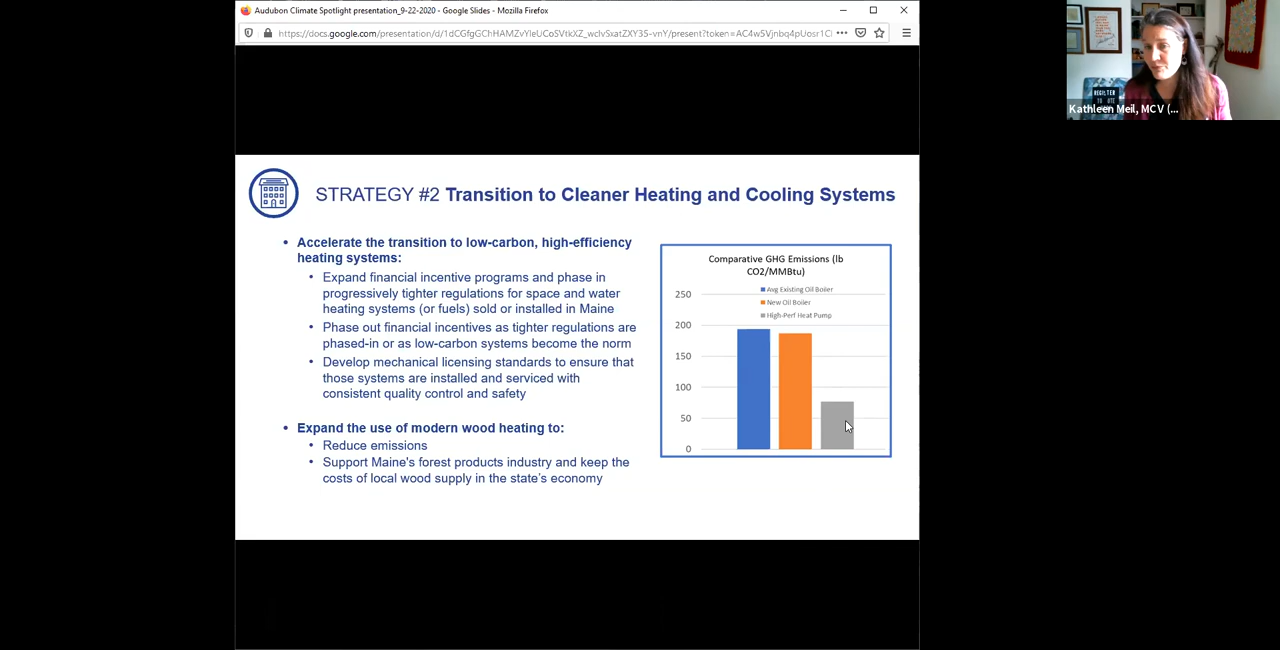 Audubon Climate Spotlight presentation_9-22-2020 - Google Slides - Mozilla Firefox
Kathleen Meil, MCV (...
REGISTER
STRATEGY #2 Transition to Cleaner Heating and Cooling Systems
• Accelerate the transition to low-carbon, high-efficiency
heating systems:
• Expand financial incentive programs and phase in
progressively tighter regulations for space and water
heating systems (or fuels) sold or installed in Maine
• Phase out financial incentives as tighter regulations are
phased-in or as low-carbon systems become the norm
• Develop mechanical licensing standards to ensure that
those systems are installed and serviced with
consistent quality control and safety
• Expand the use of modern wood heating to:
• Reduce emissions
• Support Maine's forest products industry and keep the
costs of local wood supply in the state's economy
Comparative GHG Emissions (lb
CO2/MMBtu)
Avg Existing Oil Boiler
New Oil Boiler
High-Perf Heat Pump
250
200
150
100
50
0